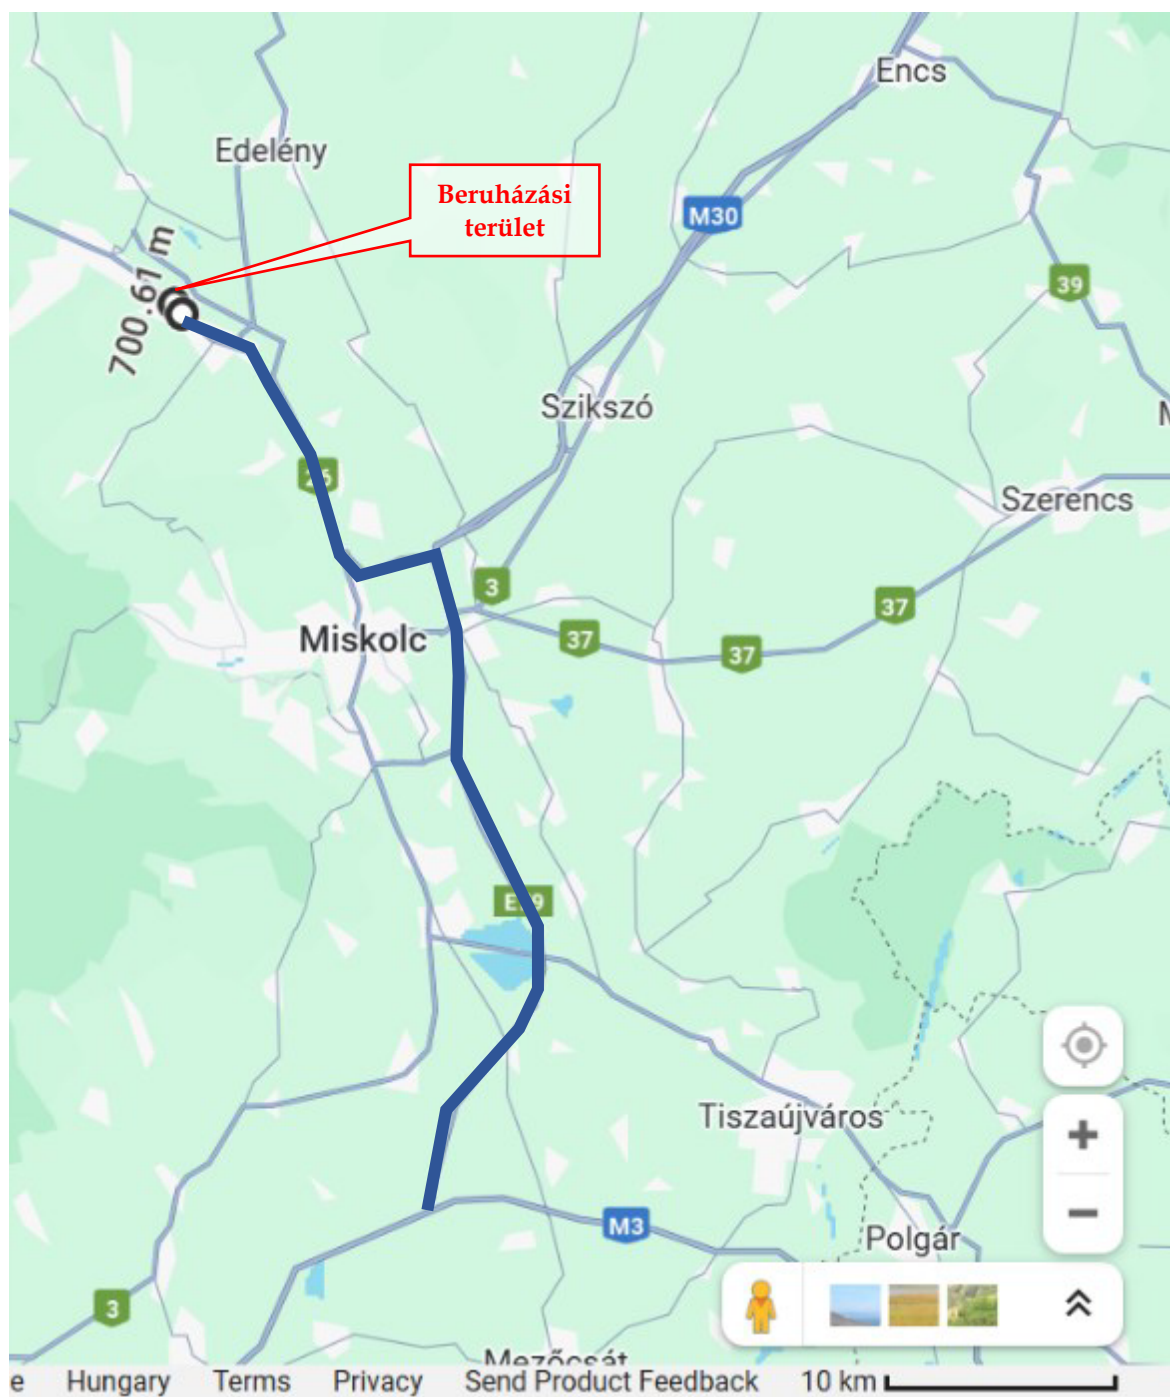 Encs
Edelény
Beruházási
terület
M30
700.61 m
39
Szikszó
Szerencs
3
37
37
37
Miskolc
Tiszaújváros
M3
Polgár
3
Mezőcsát
e Hungary Terms Privacy Send Product Feedback 10 km